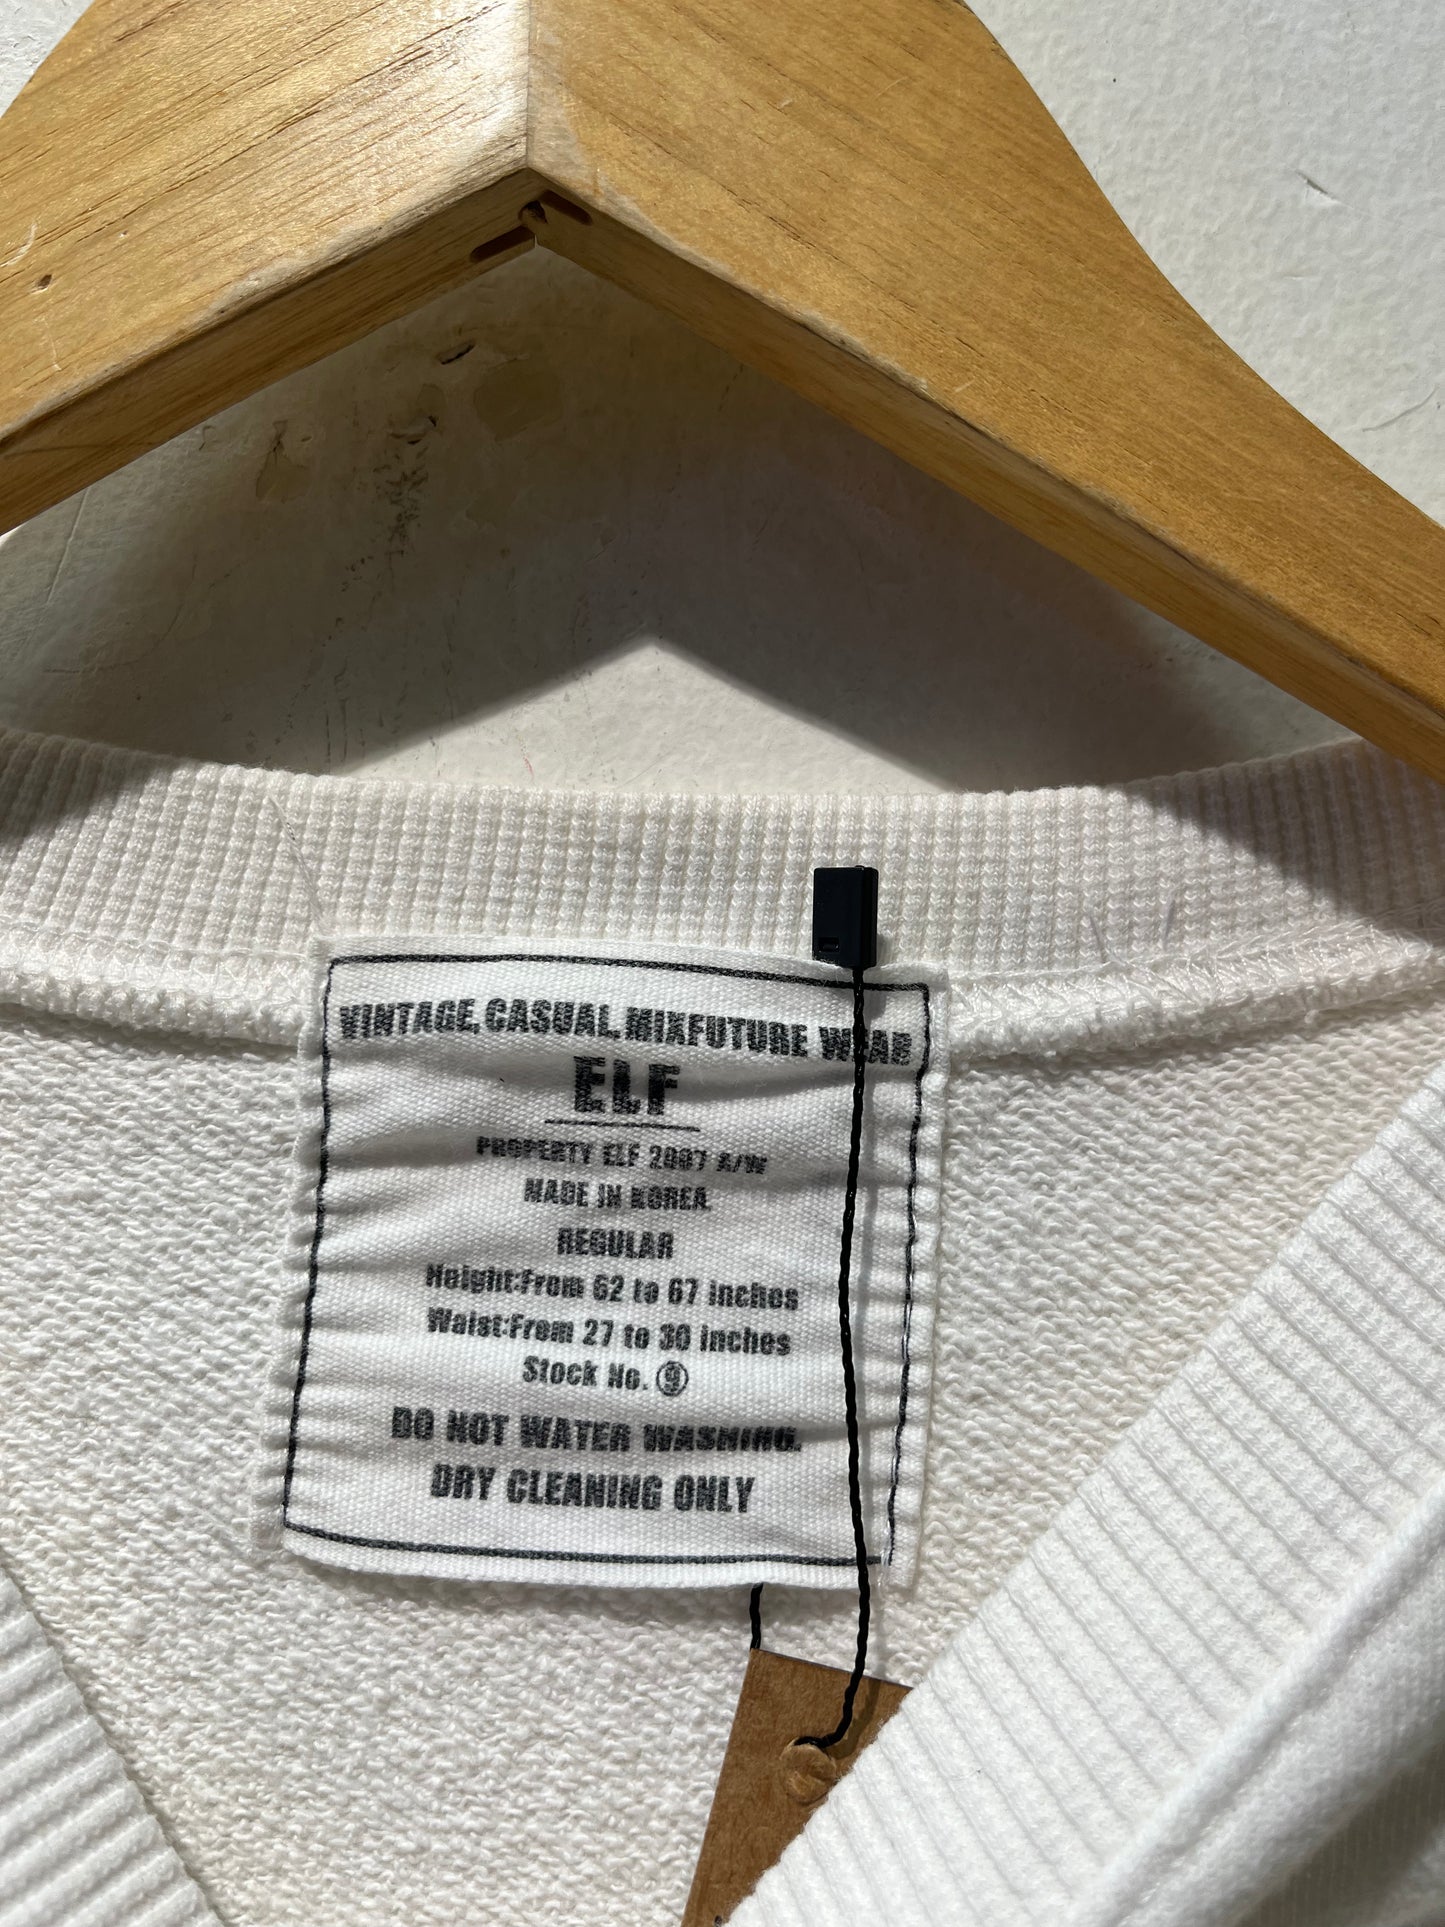 VINTAGE, CASUAL, MIXFUTURE WEAR
ELF
PROPERTY ELF 2007 A/W
MADE IN KOREA.
REGULAR
Height:From 62 to 67 inches
Waist:From 27 to 30 inches
Stock No. ⑨
DO NOT WATER WASHING.
DRY CLEANING ONLY